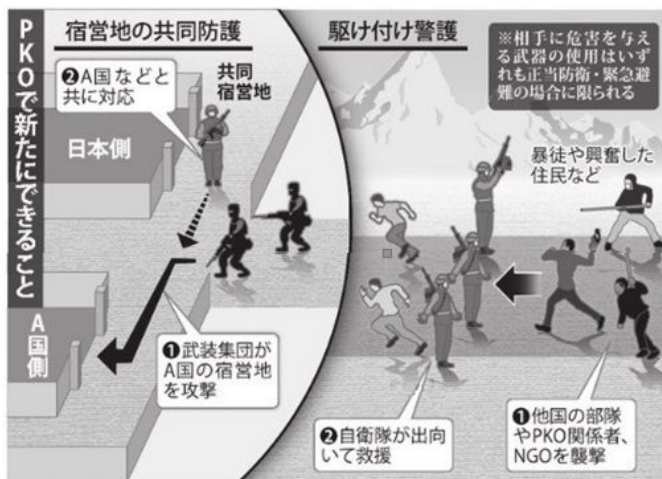 PKOで新たにできること
宿営地の共同防護
❷A国などと
共に対応
共同
宿営地
日本側
A国側
❶武装集団が
A国の宿営地
を攻撃
駆け付け警護
※相手に危害を与え
る武器の使用はいず
れも正当防衛・緊急避
難の場合に限られる
暴徒や興奮した
住民など
❷自衛隊が出向
いて救援
❶他国の部隊
やPKO関係者、
NGOを襲撃